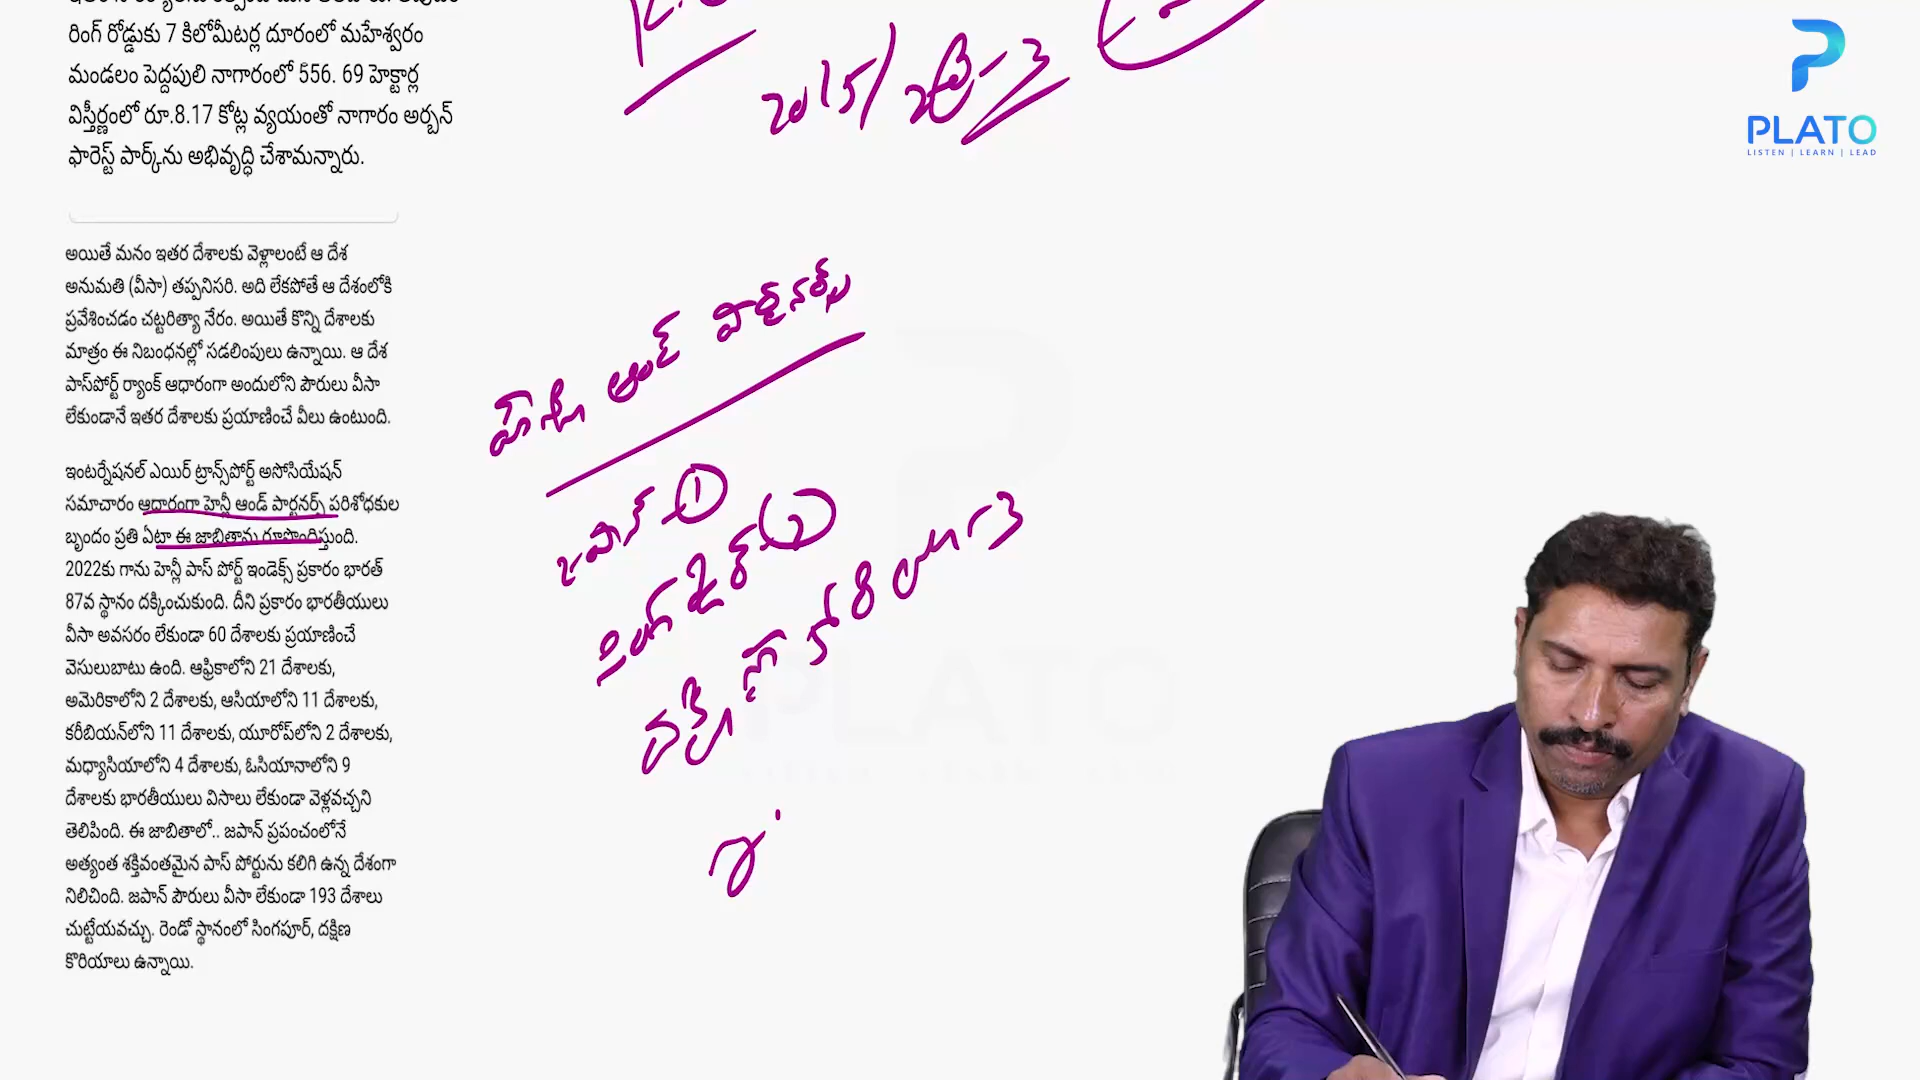 రింగ్ రోడ్డుకు 7 కిలోమీటర్ల దూరంలో మహేశ్వరం
మండలం పెద్దపులి నాగారంలో 556. 69 హెక్టార్ల
విస్తీర్ణంలో రూ.8.17 కోట్ల వ్యయంతో నాగారం అర్బన్
ఫారెస్ట్ పార్క్‌ను అభివృద్ధి చేశామన్నారు.
అయితే మనం ఇతర దేశాలకు వెళ్లాలంటే ఆ దేశ
అనుమతి (వీసా) తప్పనిసరి. అది లేకపోతే ఆ దేశంలోకి
ప్రవేశించడం చట్టరిత్యా నేరం. అయితే కొన్ని దేశాలకు
మాత్రం ఈ నిబంధనల్లో సడలింపులు ఉన్నాయి. ఆ దేశ
పాస్‌పోర్ట్ ర్యాంక్ ఆధారంగా అందులోని పౌరులు వీసా
లేకుండానే ఇతర దేశాలకు ప్రయాణించే వీలు ఉంటుంది.
ఇంటర్నేషనల్ ఎయిర్ ట్రాన్స్‌పోర్ట్ అసోసియేషన్
సమాచారం ఆదారంగా హెన్లీ ఆండ్ పార్టనర్స్ పరిశోధకుల
బృందం ప్రతి ఏటా ఈ జాబితాను రూపొందిస్తుంది.
2022కు గాను హెన్లీ పాస్ పోర్ట్ ఇండెక్స్ ప్రకారం భారత్
87వ స్థానం దక్కించుకుంది. దీని ప్రకారం భారతీయులు
వీసా అవసరం లేకుండా 60 దేశాలకు ప్రయాణించే
వెసులుబాటు ఉంది. ఆఫ్రికాలోని 21 దేశాలకు,
అమెరికాలోని 2 దేశాలకు, ఆసియాలోని 11 దేశాలకు,
కరీబియన్‌లోని 11 దేశాలకు, యూరోప్‌లోని 2 దేశాలకు,
మధ్యాసియాలోని 4 దేశాలకు, ఓసియానాలోని 9
దేశాలకు భారతీయులు విసాలు లేకుండా వెళ్లవచ్చని
తెలిపింది. ఈ జాబితాలో.. జపాన్ ప్రపంచంలోనే
అత్యంత శక్తివంతమైన పాస్ పోర్టును కలిగి ఉన్న దేశంగా
నిలిచింది. జపాన్ పౌరులు వీసా లేకుండా 193 దేశాలు
చుట్టేయవచ్చు. రెండో స్థానంలో సింగపూర్, దక్షిణ
కొరియాలు ఉన్నాయి.
2015/
ఆండ్ పార్ట్‌నర్స్
జపాన్ 1
2
కొరియా - 3
PLATO
LISTEN | LEARN | LEAD
PLATO